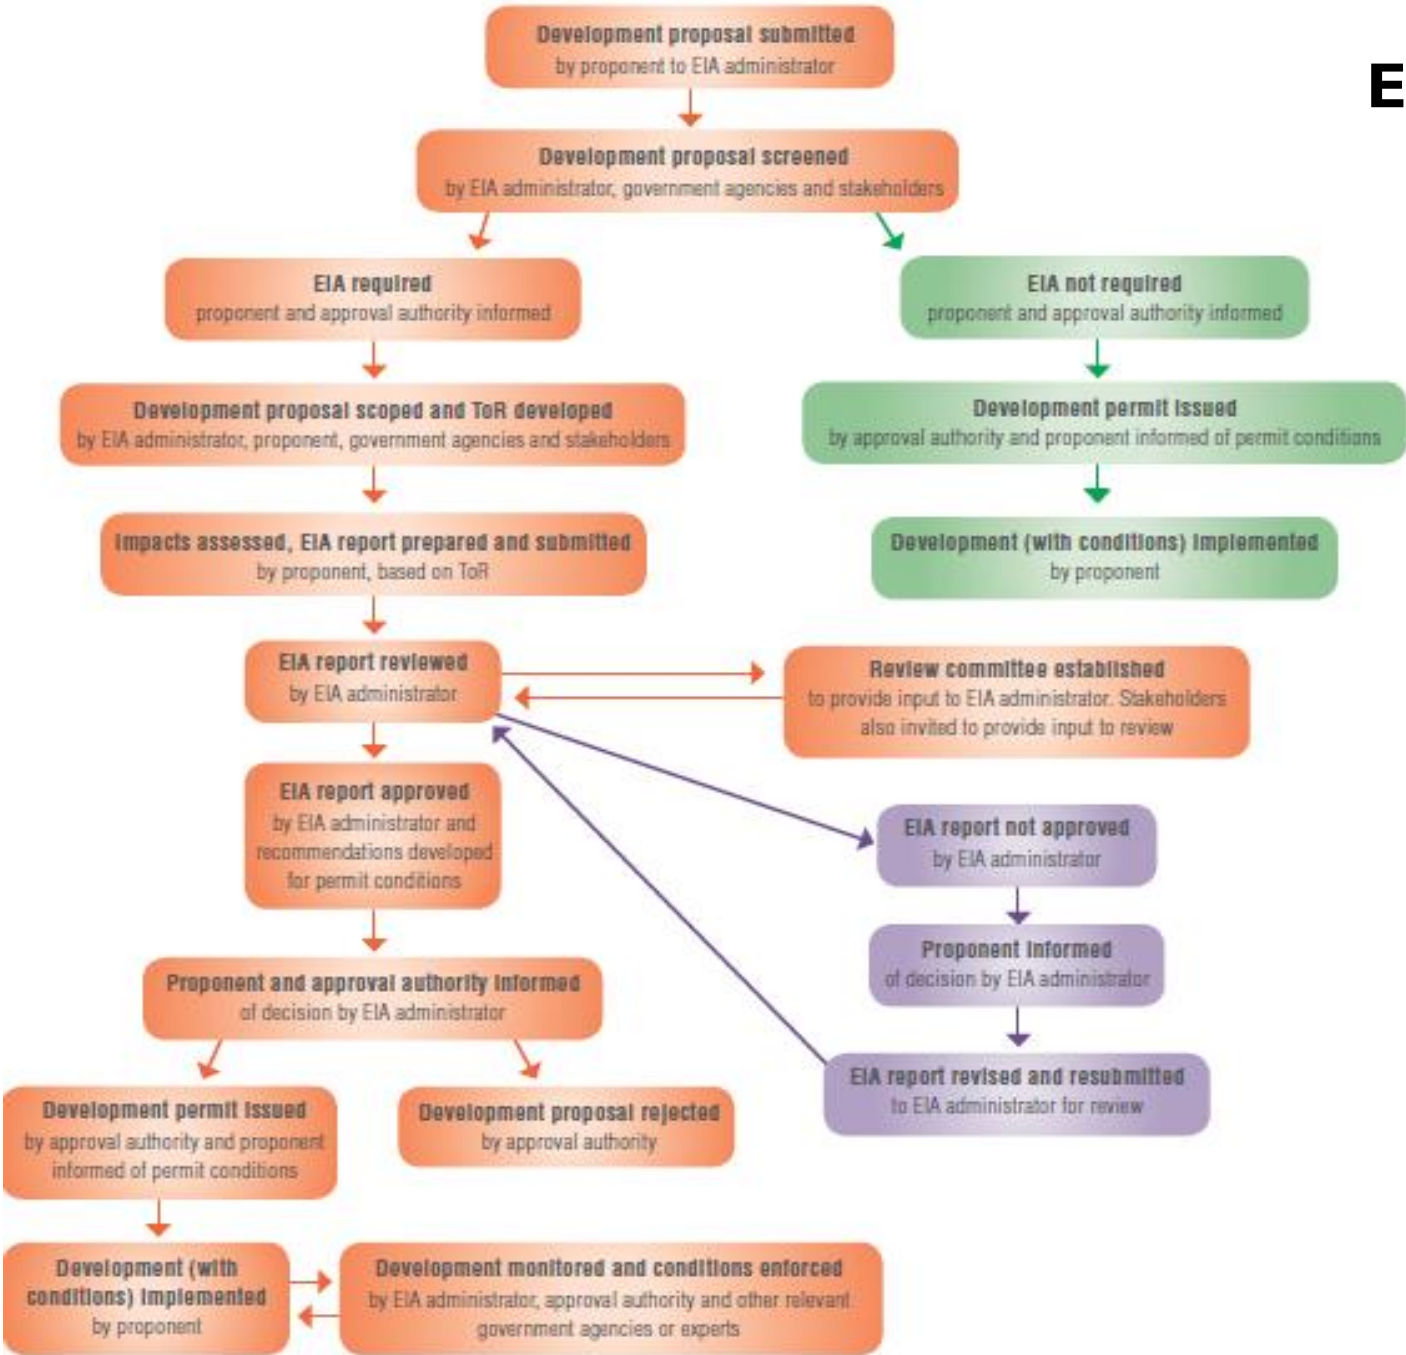 Development proposal submitted
by proponent to EIA administrator
E
Development proposal screened
by EIA administrator, government agencies and stakeholders
EIA required
proponent and approval authority informed
EIA not required
proponent and approval authority informed
Development proposal scoped and ToR developed
by EIA administrator, proponent, government agencies and stakeholders
Development permit issued
by approval authority and proponent informed of permit conditions
Impacts assessed, EIA report prepared and submitted
by proponent, based on ToR
Development (with conditions) implemented
by proponent
EIA report reviewed
by EIA administrator
Review committee established
to provide input to EIA administrator. Stakeholders
also invited to provide input to review
EIA report approved
by EIA administrator and
recommendations developed
for permit conditions
EIA report not approved
by EIA administrator
Proponent informed
of decision by EIA administrator
Proponent and approval authority informed
of decision by EIA administrator
EIA report revised and resubmitted
to EIA administrator for review
Development permit issued
by approval authority and proponent
informed of permit conditions
Development proposal rejected
by approval authority
Development (with
conditions) implemented
by proponent
Development monitored and conditions enforced
by EIA administrator, approval authority and other relevant
government agencies or experts